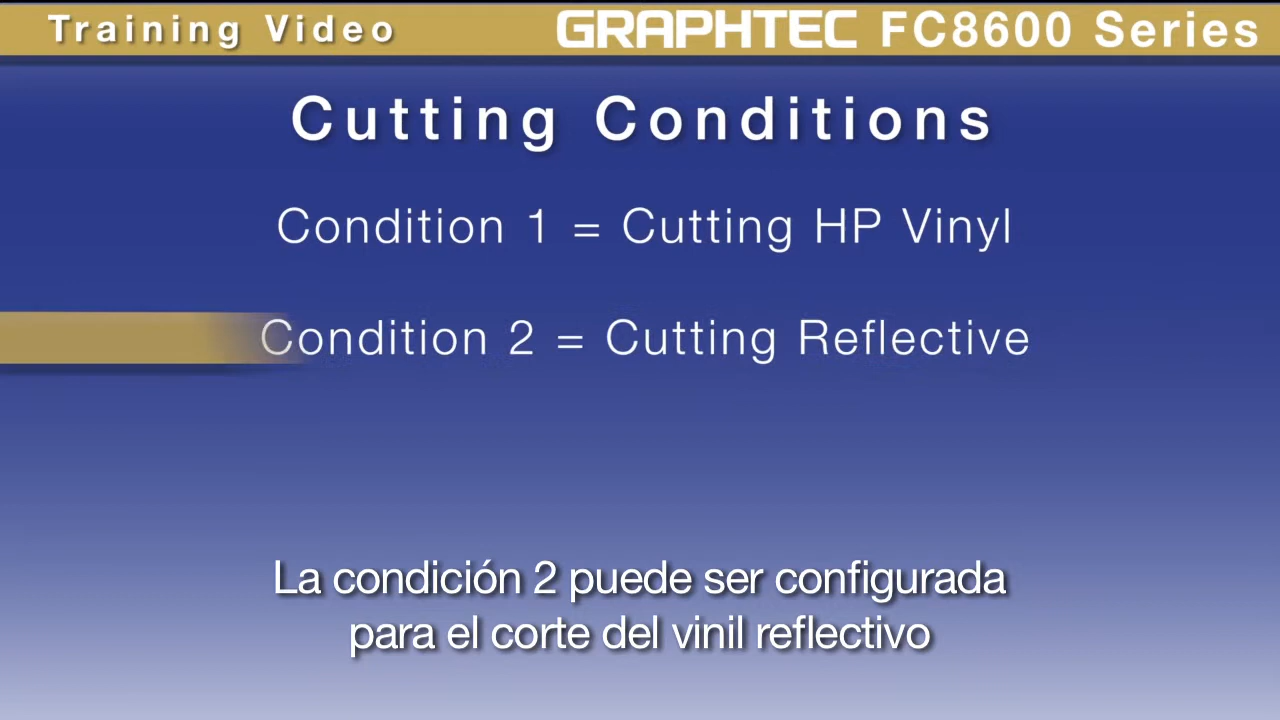 Training Video
GRAPHTEC FC8600 Series
Cutting Conditions
Condition 1 = Cutting HP Vinyl
Condition 2 = Cutting Reflective
La condición 2 puede ser configurada
para el corte del vinil reflectivo